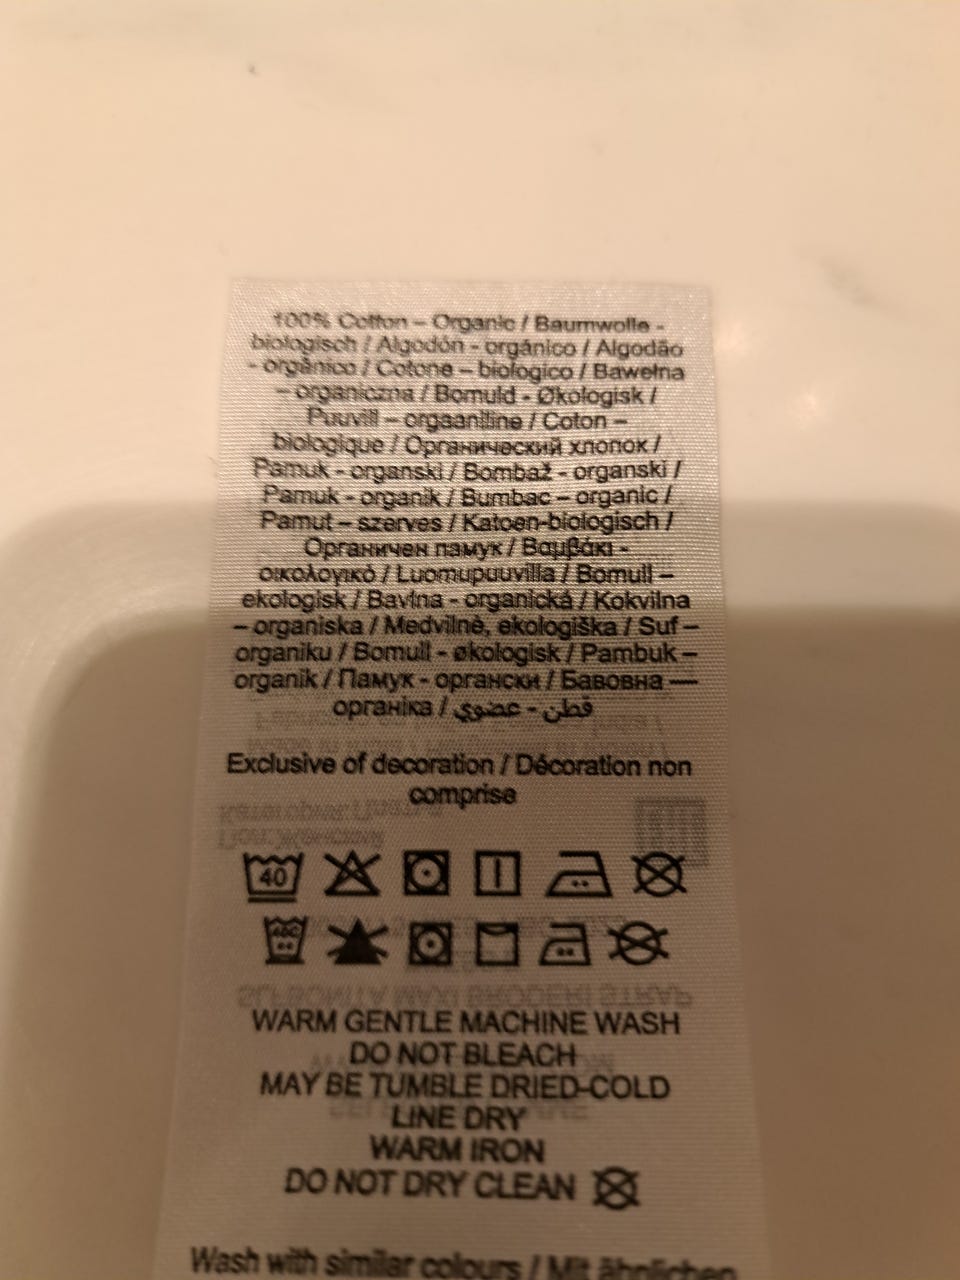 100% Cotton – Organic / Baumwolle -
biologisch / Algodón - orgánico / Algodão
- orgânico / Cotone – biologico / Bawełna
– organiczna / Bomuld - Økologisk /
Puuvill – orgaaniline / Coton –
biologique / Органический хлопок /
Pamuk - organski / Bombaž - organski /
Pamuk - organik / Bumbac – organic /
Pamut – szerves / Katoen-biologisch /
Органичен памук / Βαμβάκι -
οικολογικό / Luomupuuvilla / Bomull –
ekologisk / Bavlna - organická / Kokvilna
– organiska / Medvilnė, ekologiška / Suf –
organiku / Bomull - økologisk / Pambuk –
organik / Памук - органски / Бавовна —
органіка / قطن - عضوي
Exclusive of decoration / Décoration non
comprise
40
WARM GENTLE MACHINE WASH
DO NOT BLEACH
MAY BE TUMBLE DRIED-COLD
LINE DRY
WARM IRON
DO NOT DRY CLEAN
Wash with similar colours / Mit ähnlichen